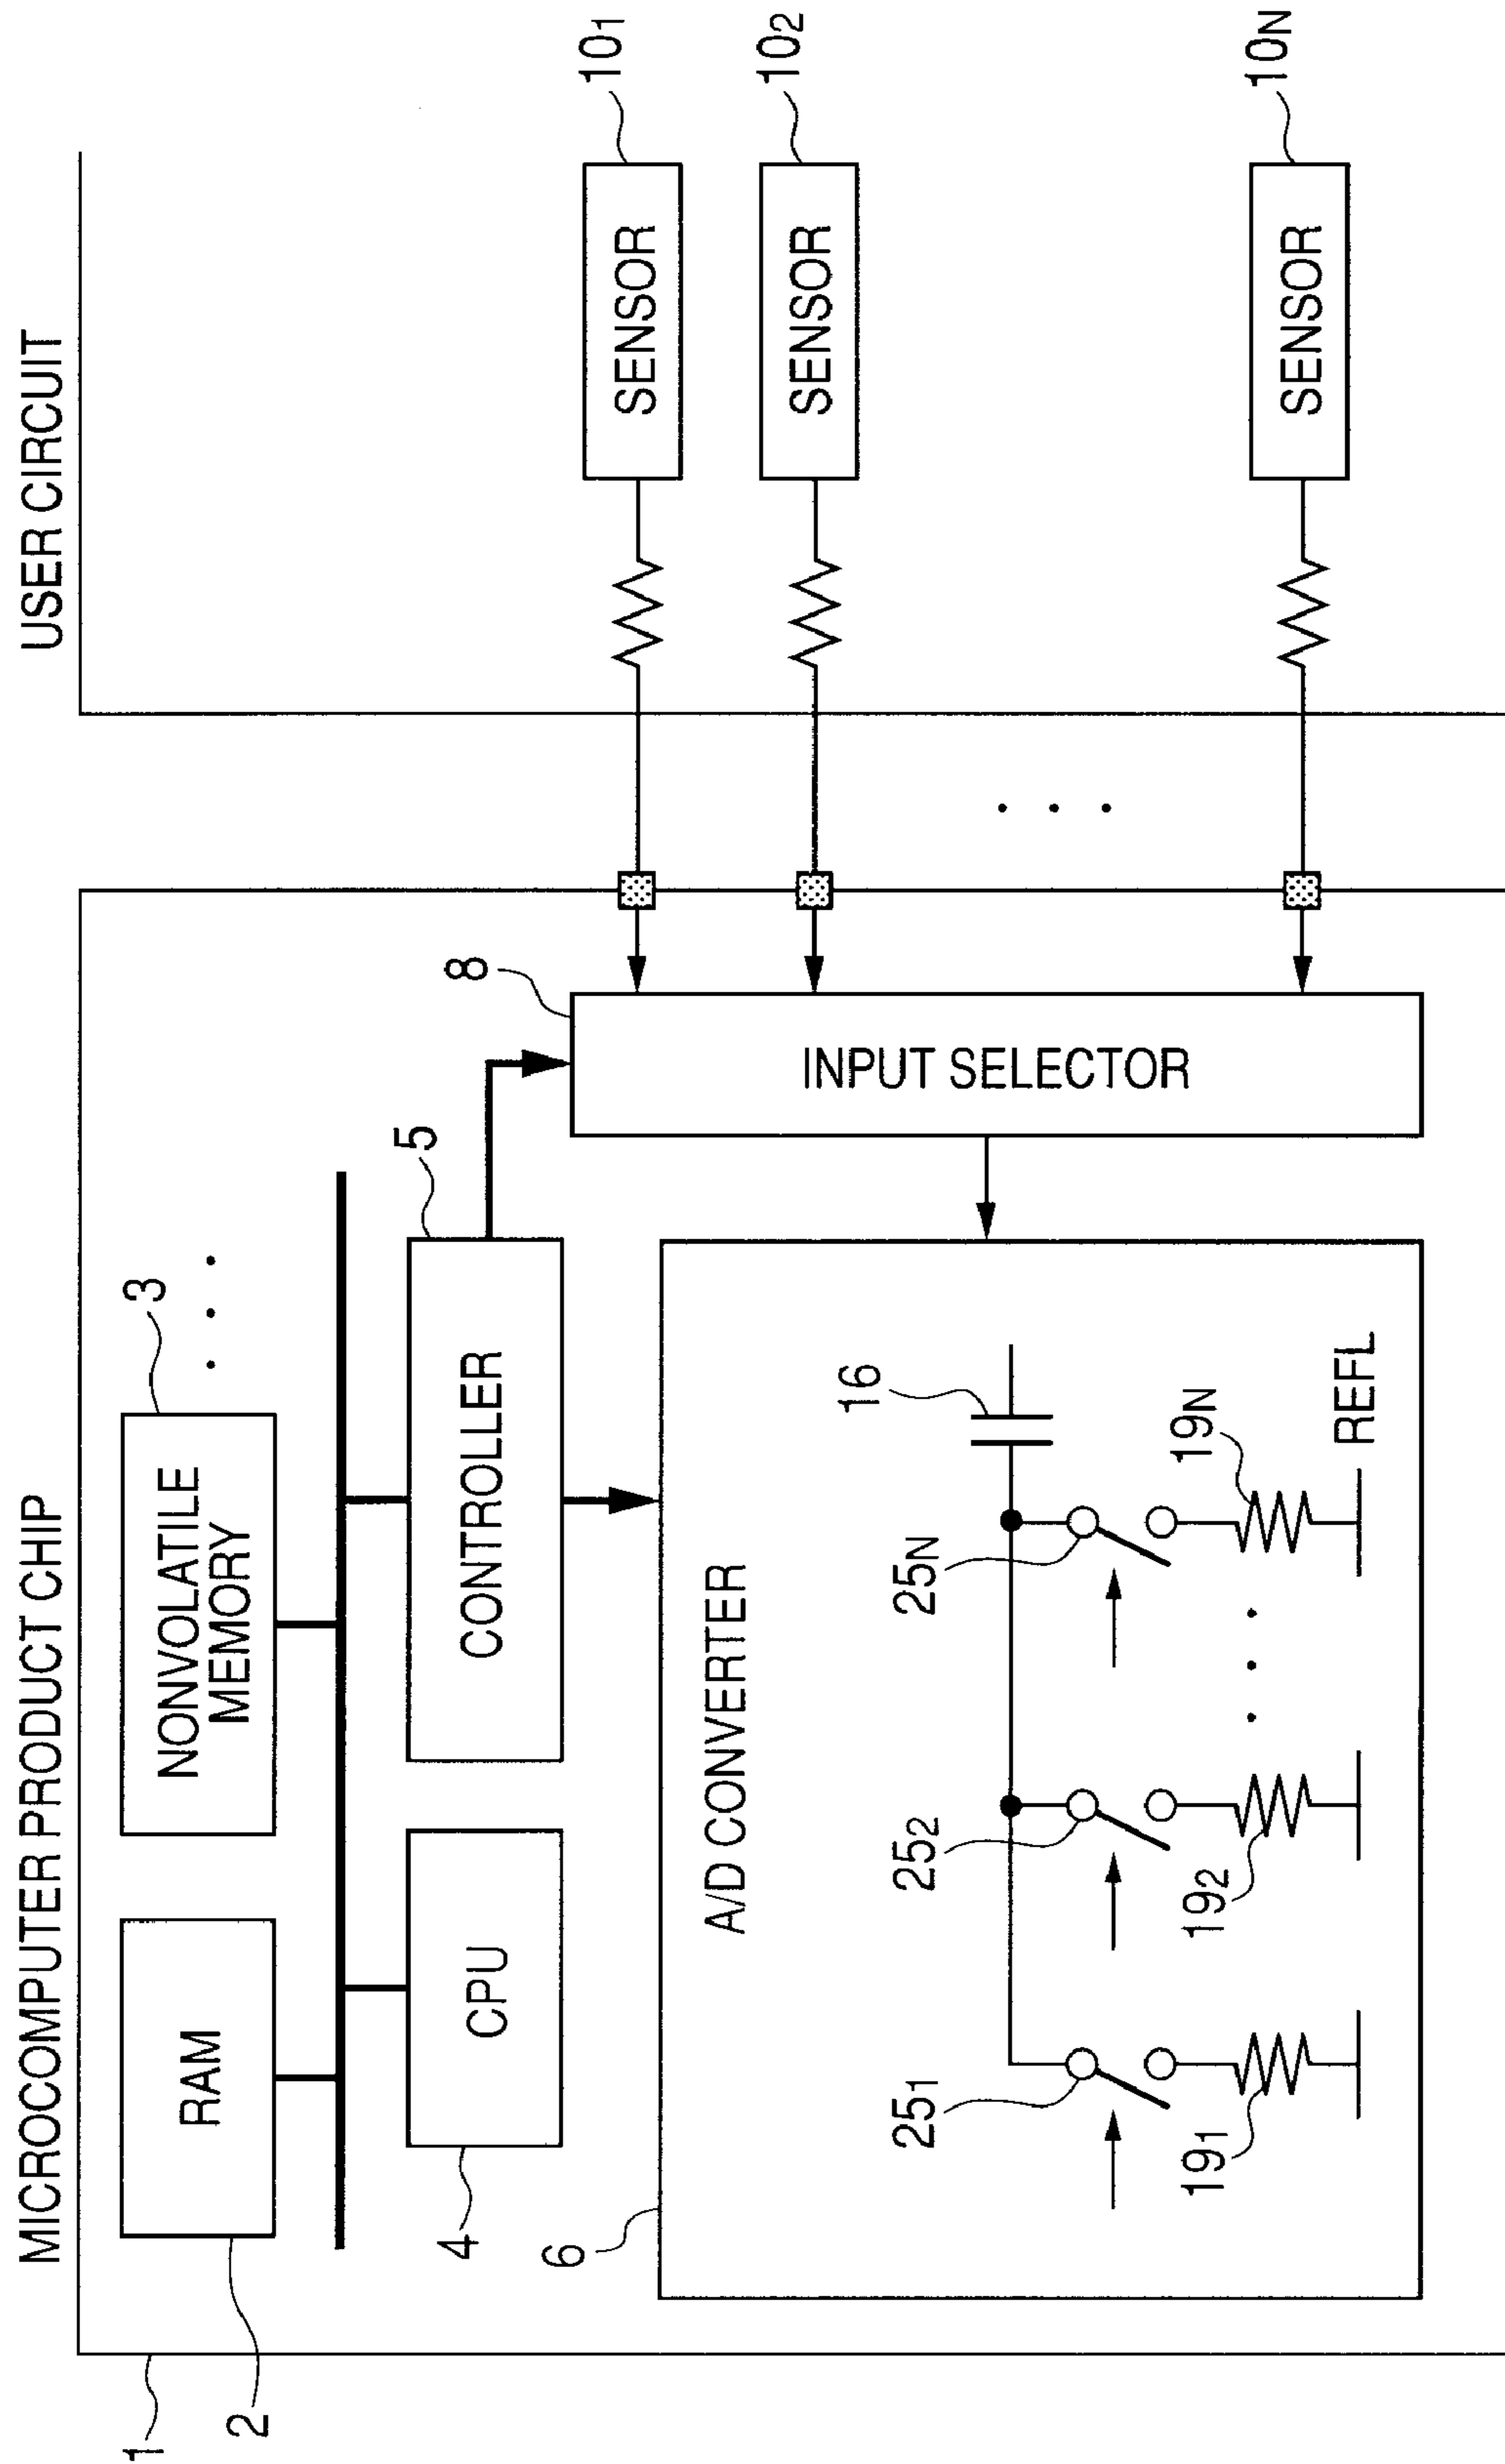 MICROCOMPUTER PRODUCT CHIP
USER CIRCUIT
1
2
RAM
3
NONVOLATILE
MEMORY
. . .
4
CPU
5
CONTROLLER
8
INPUT SELECTOR
6
A/D CONVERTER
16
25₁
25₂
25N
19₁
19₂
. . .
19N
REFL
SENSOR
10₁
SENSOR
10₂
. . .
SENSOR
10N